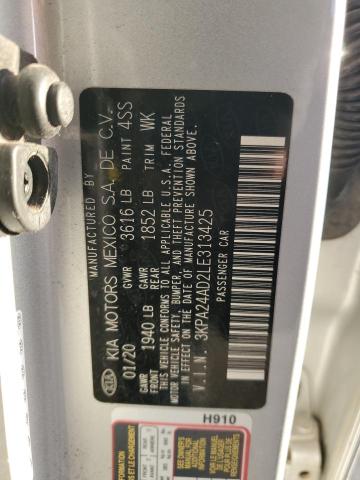 MANUFACTURED BY
KIA
KIA MOTORS MEXICO S.A. DE C.V.
01/20 GVWR 3616 LB PAINT 4SS
GAWR FRONT 1940 LB GAWR REAR 1852 LB TRIM WK
THIS VEHICLE CONFORMS TO ALL APPLICABLE U.S.A. FEDERAL
MOTOR VEHICLE SAFETY, BUMPER, AND THEFT PREVENTION STANDARDS
IN EFFECT ON THE DATE OF MANUFACTURE SHOWN ABOVE.
V.I.N. 3KPA24AD2LE313425
PASSENGER CAR
H910